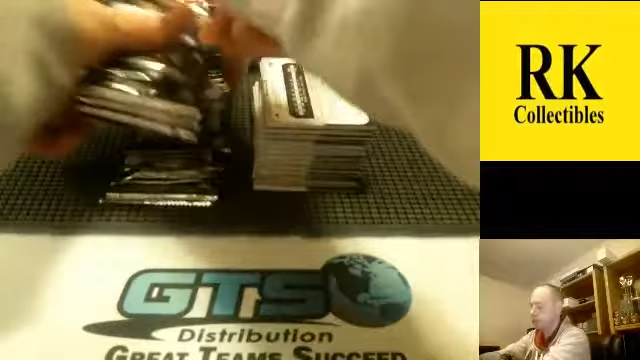 RK
Collectibles
GTS
Distribution
GREAT TEAMS SUCCEED